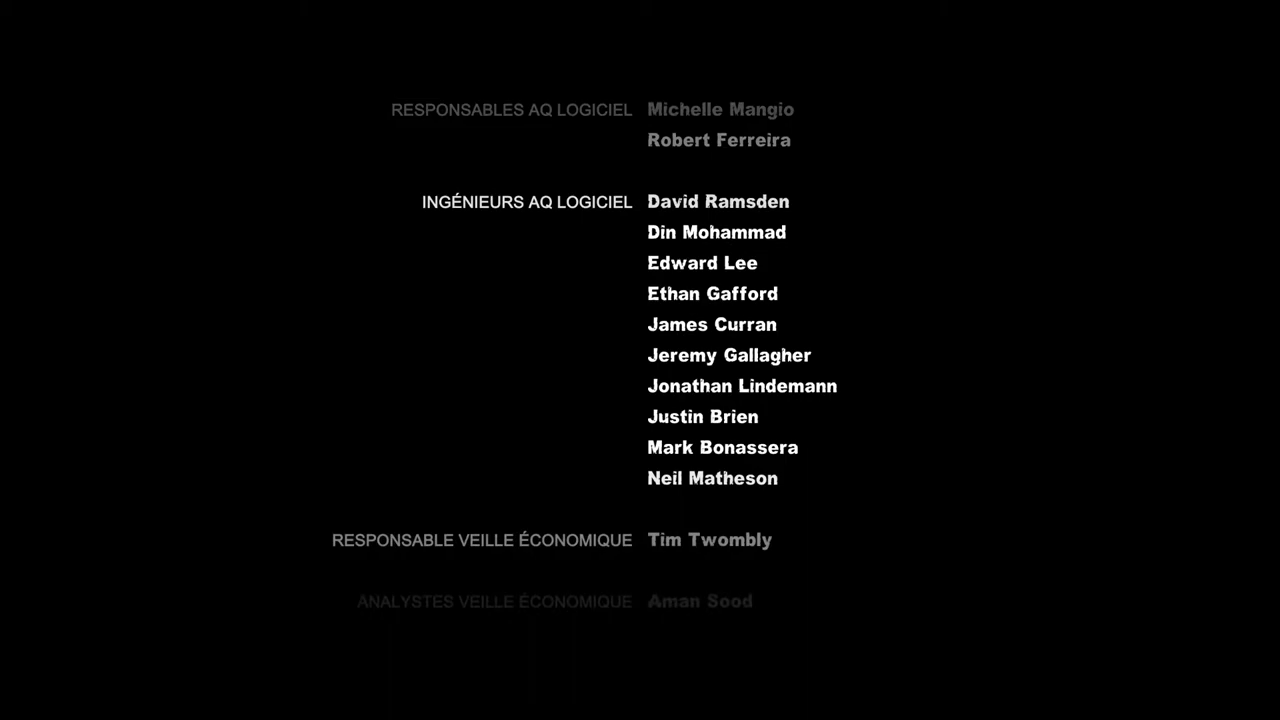 RESPONSABLES AQ LOGICIEL Michelle Mangio
Robert Ferreira
INGÉNIEURS AQ LOGICIEL David Ramsden
Din Mohammad
Edward Lee
Ethan Gafford
James Curran
Jeremy Gallagher
Jonathan Lindemann
Justin Brien
Mark Bonassera
Neil Matheson
RESPONSABLE VEILLE ÉCONOMIQUE Tim Twombly
ANALYSTES VEILLE ÉCONOMIQUE Aman Sood